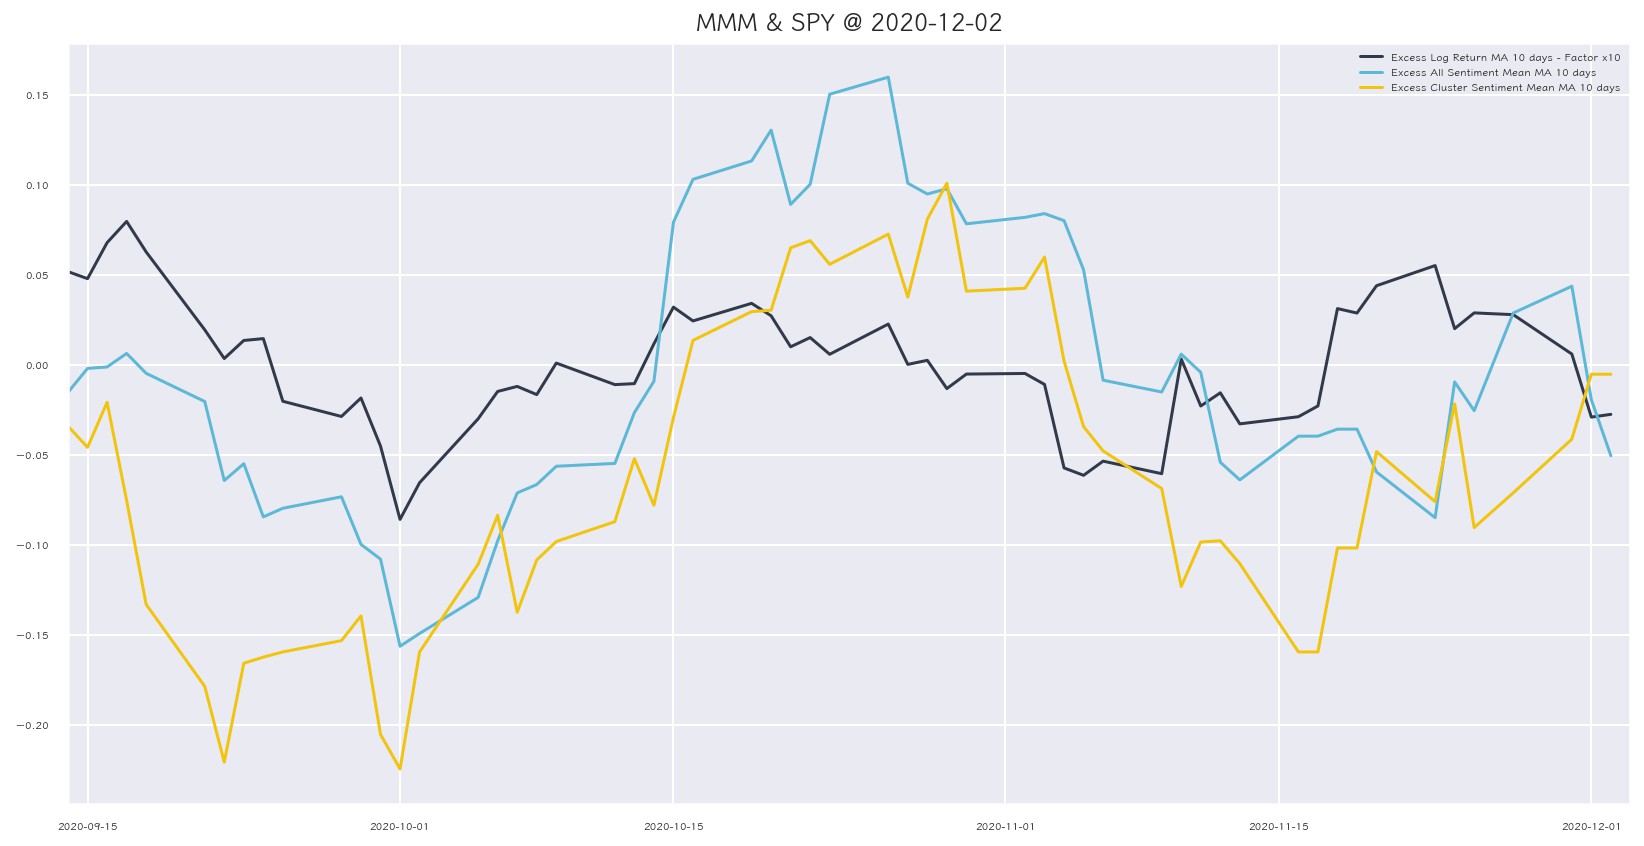 MMM & SPY @ 2020-12-02
Excess Log Return MA 10 days - Factor x10
Excess All Sentiment Mean MA 10 days
Excess Cluster Sentiment Mean MA 10 days
0.15
0.10
0.05
0.00
−0.05
−0.10
−0.15
−0.20
2020-09-15 2020-10-01 2020-10-15 2020-11-01 2020-11-15 2020-12-01